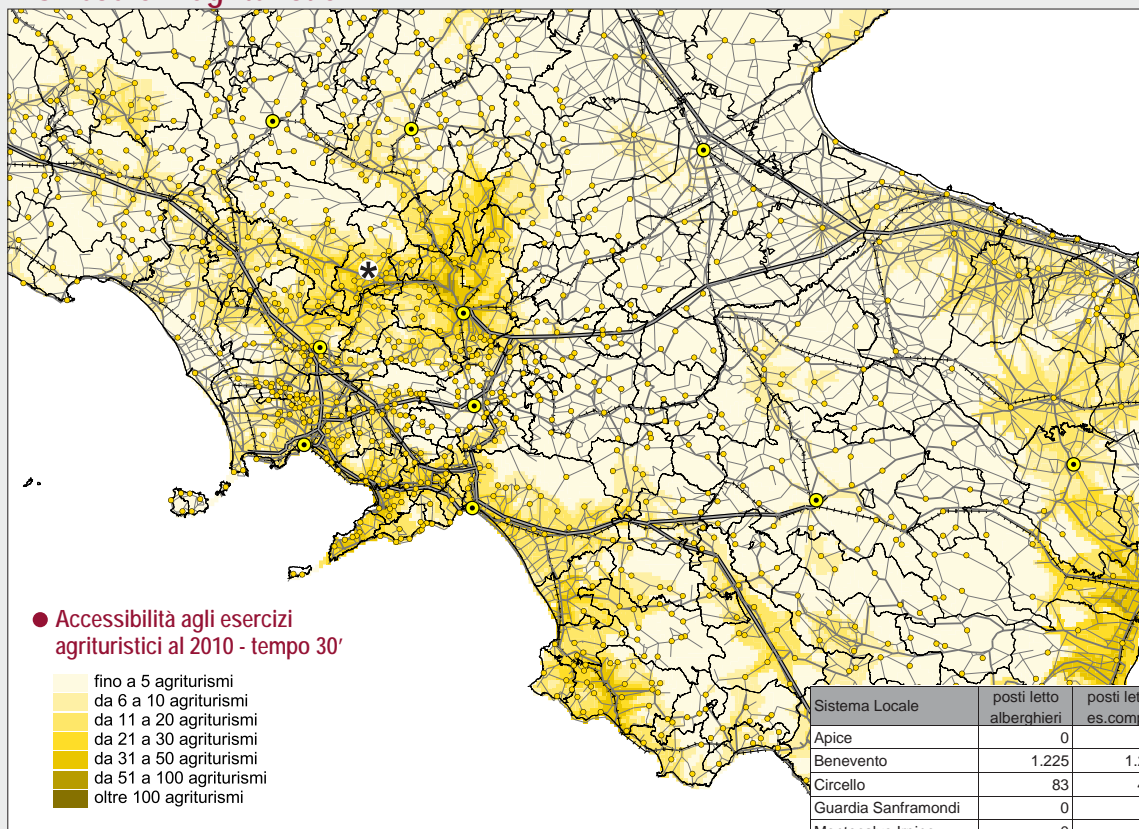 ● Accessibilità agli esercizi
agrituristici al 2010 - tempo 30'
fino a 5 agriturismi
da 6 a 10 agriturismi
da 11 a 20 agriturismi
da 21 a 30 agriturismi
da 31 a 50 agriturismi
da 51 a 100 agriturismi
oltre 100 agriturismi
Sistema Locale posti letto alberghieri
Apice 0
Benevento 1.225
Circello 83
Guardia Sanframondi 0